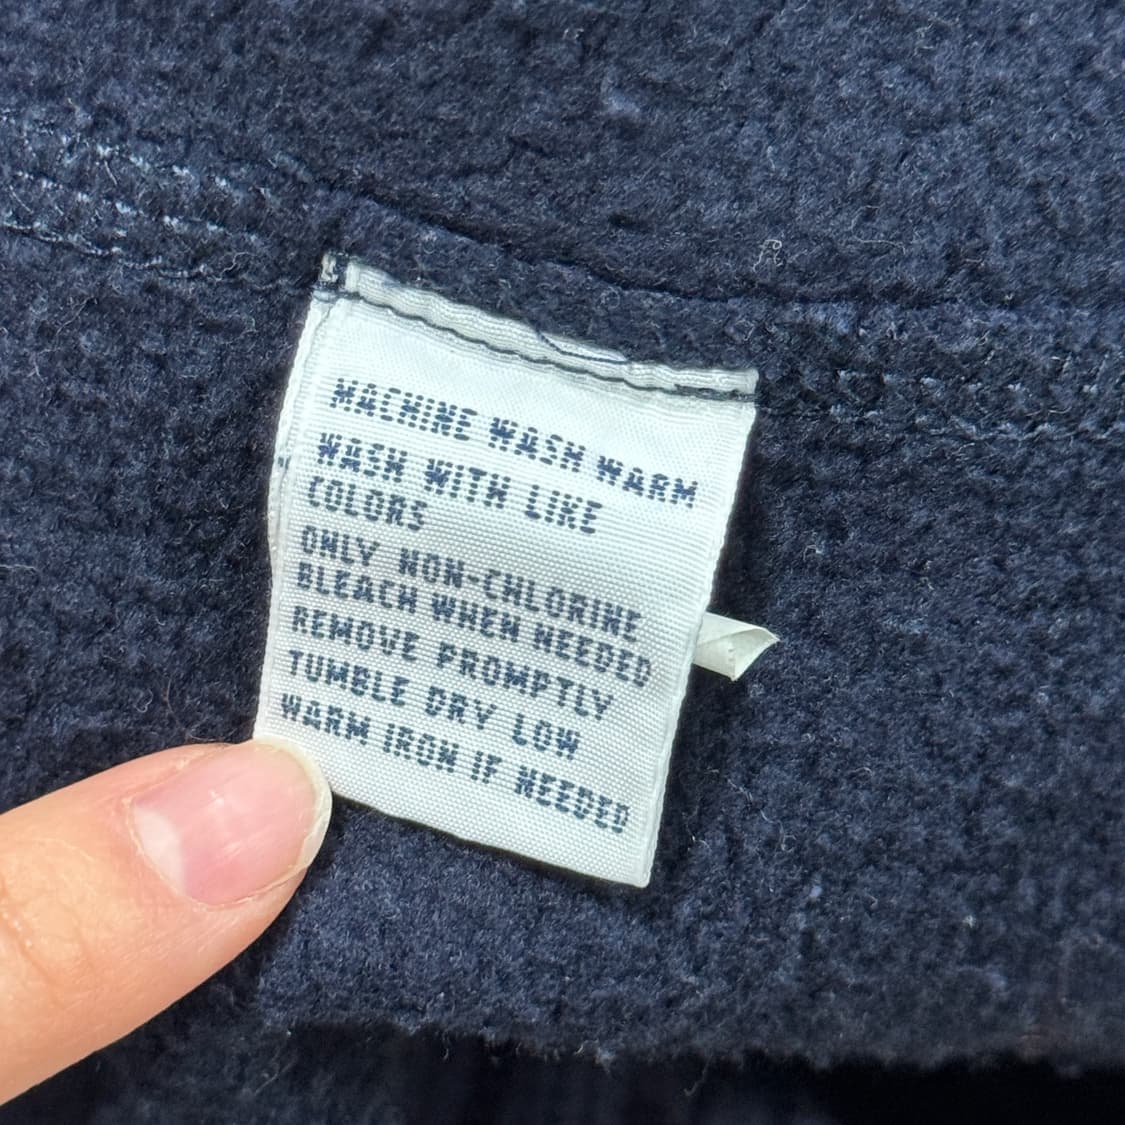 MACHINE WASH WARM
WASH WITH LIKE
COLORS
ONLY NON-CHLORINE
BLEACH WHEN NEEDED
REMOVE PROMPTLY
TUMBLE DRY LOW
WARM IRON IF NEEDED